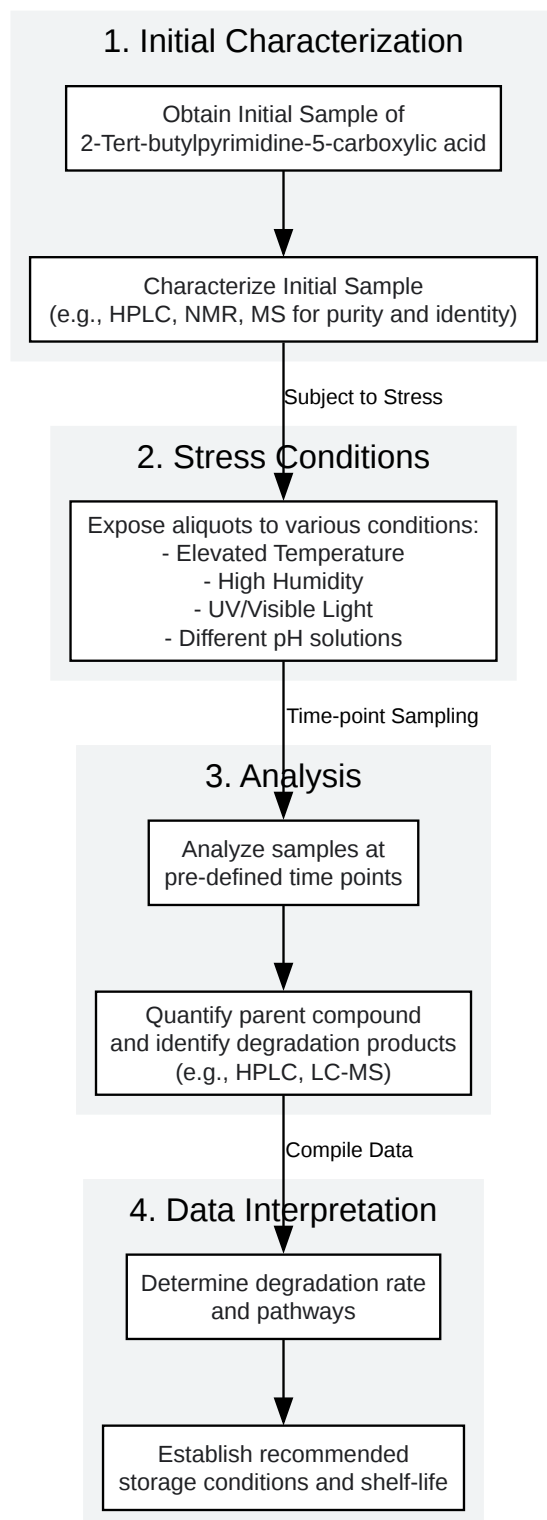 1. Initial Characterization
Obtain Initial Sample of
2-Tert-butylpyrimidine-5-carboxylic acid
Characterize Initial Sample
(e.g., HPLC, NMR, MS for purity and identity)
Subject to Stress
2. Stress Conditions
Expose aliquots to various conditions:
- Elevated Temperature
- High Humidity
- UV/Visible Light
- Different pH solutions
Time-point Sampling
3. Analysis
Analyze samples at
pre-defined time points
Quantify parent compound
and identify degradation products
(e.g., HPLC, LC-MS)
Compile Data
4. Data Interpretation
Determine degradation rate
and pathways
Establish recommended
storage conditions and shelf-life